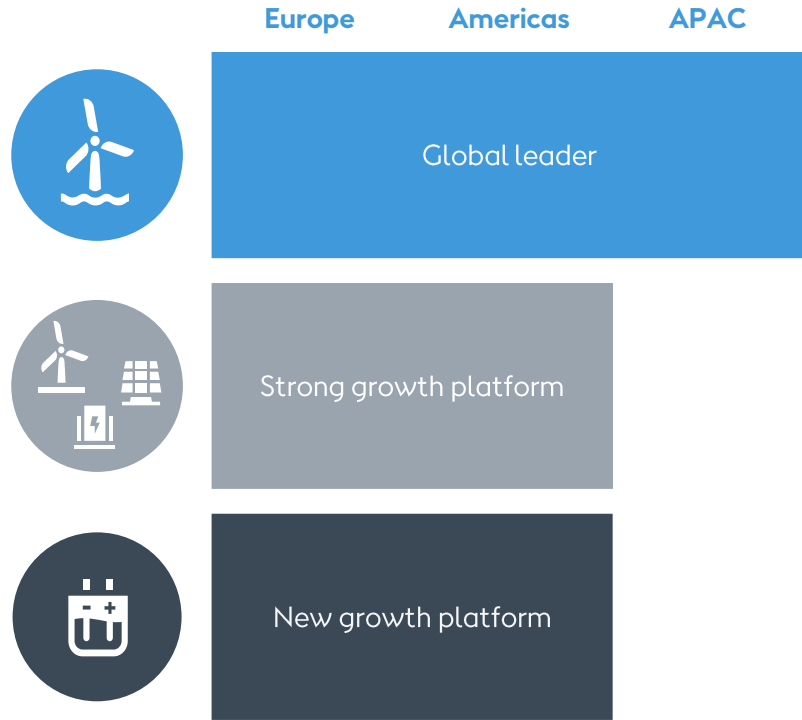 Europe Americas APAC
Global leader
Strong growth platform
New growth platform